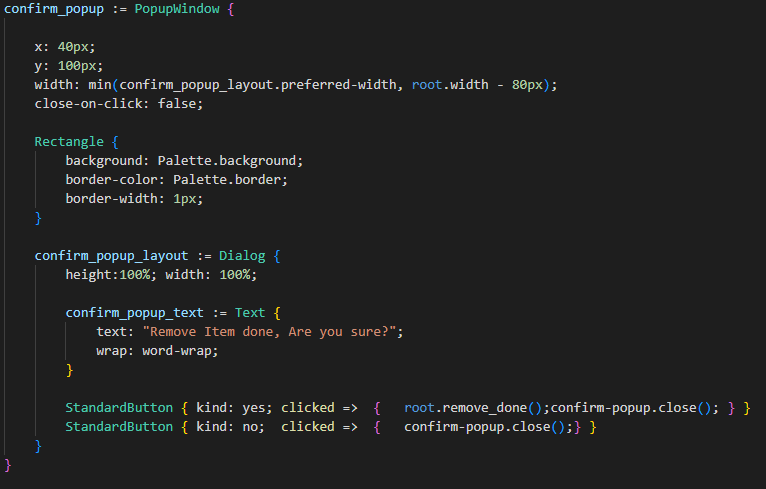 confirm_popup := PopupWindow {
x: 40px;
y: 100px;
width: min(confirm_popup_layout.preferred-width, root.width - 80px);
close-on-click: false;
Rectangle {
background: Palette.background;
border-color: Palette.border;
border-width: 1px;
}
confirm_popup_layout := Dialog {
height:100%; width: 100%;
confirm_popup_text := Text {
text: "Remove Item done, Are you sure?";
wrap: word-wrap;
}
StandardButton { kind: yes; clicked => {   root.remove_done();confirm-popup.close(); } }
StandardButton { kind: no;  clicked => {   confirm-popup.close();} }
}
}